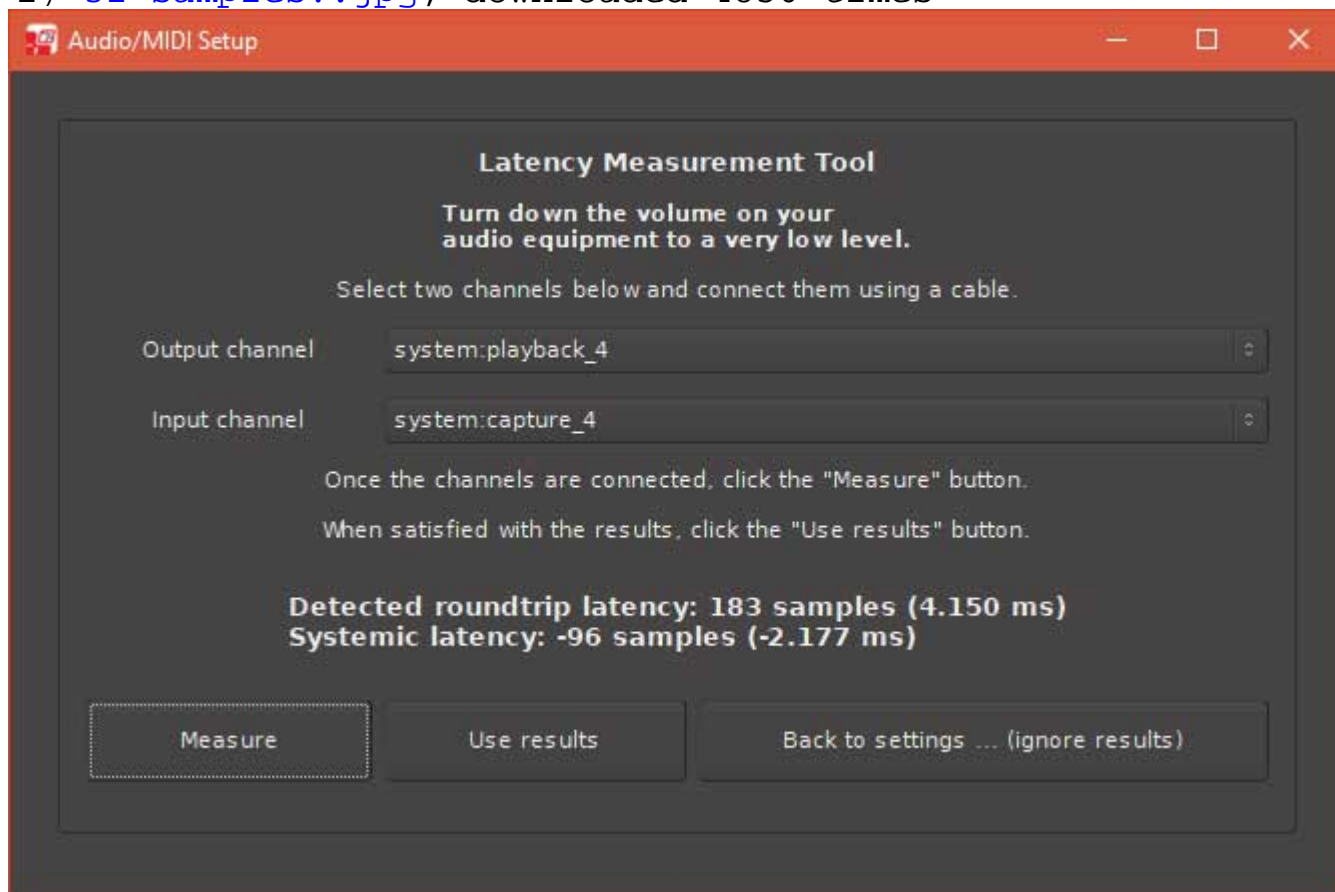 Audio/MIDI Setup
Latency Measurement Tool
Turn down the volume on your
audio equipment to a very low level.
Select two channels below and connect them using a cable.
Output channel system:playback_4
Input channel system:capture_4
Once the channels are connected, click the "Measure" button.
When satisfied with the results, click the "Use results" button.
Detected roundtrip latency: 183 samples (4.150 ms)
Systemic latency: -96 samples (-2.177 ms)
Measure Use results Back to settings ... (ignore results)